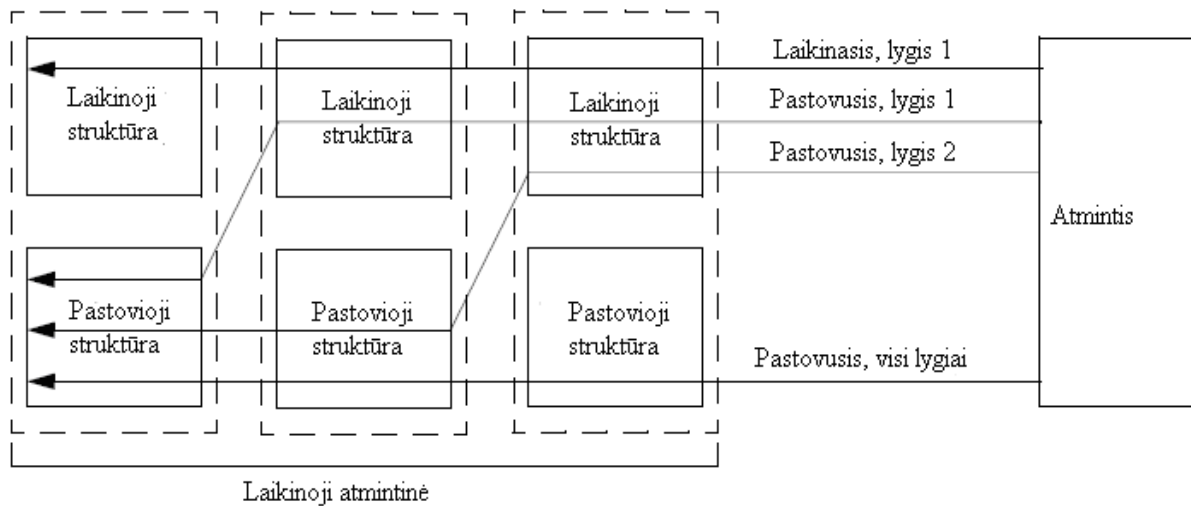 Laikinasis, lygis 1
Laikinoji
struktūra
Laikinoji
struktūra
Laikinoji
struktūra
Pastovusis, lygis 1
Pastovusis, lygis 2
Atmintis
Pastovioji
struktūra
Pastovioji
struktūra
Pastovioji
struktūra
Pastovusis, visi lygiai
Laikinoji atmintinė